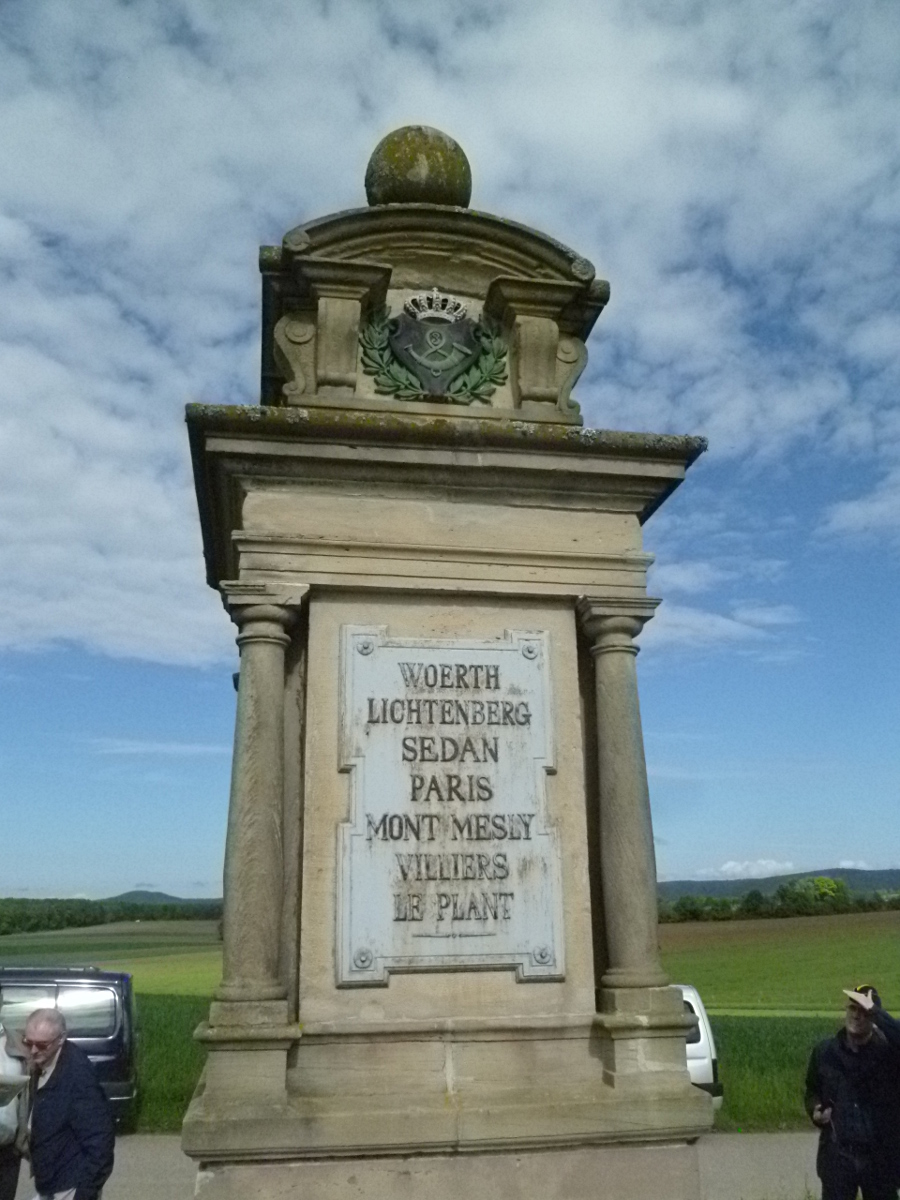 WOERTH
LICHTENBERG
SEDAN
PARIS
MONT MESLY
VILLIERS
LE PLANT